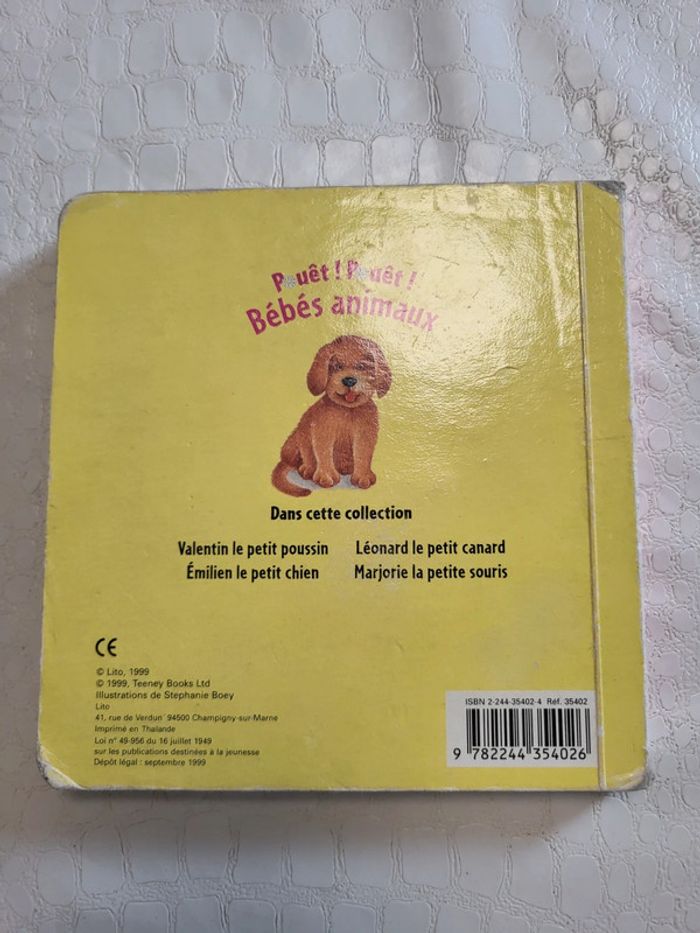 Pouêt ! Pouêt !
Bébés animaux
Dans cette collection
Valentin le petit poussin Léonard le petit canard
Émilien le petit chien Marjorie la petite souris
CE
© Lito, 1999
© 1999, Teeney Books Ltd
Illustrations de Stephanie Boey
Lito
41, rue de Verdun 94500 Champigny-sur-Marne
Imprimé en Thaïlande
Loi n° 49-956 du 16 juillet 1949
sur les publications destinées à la jeunesse
Dépôt légal : septembre 1999
ISBN 2-244-35402-4 Réf. 35402
9 782244 354026